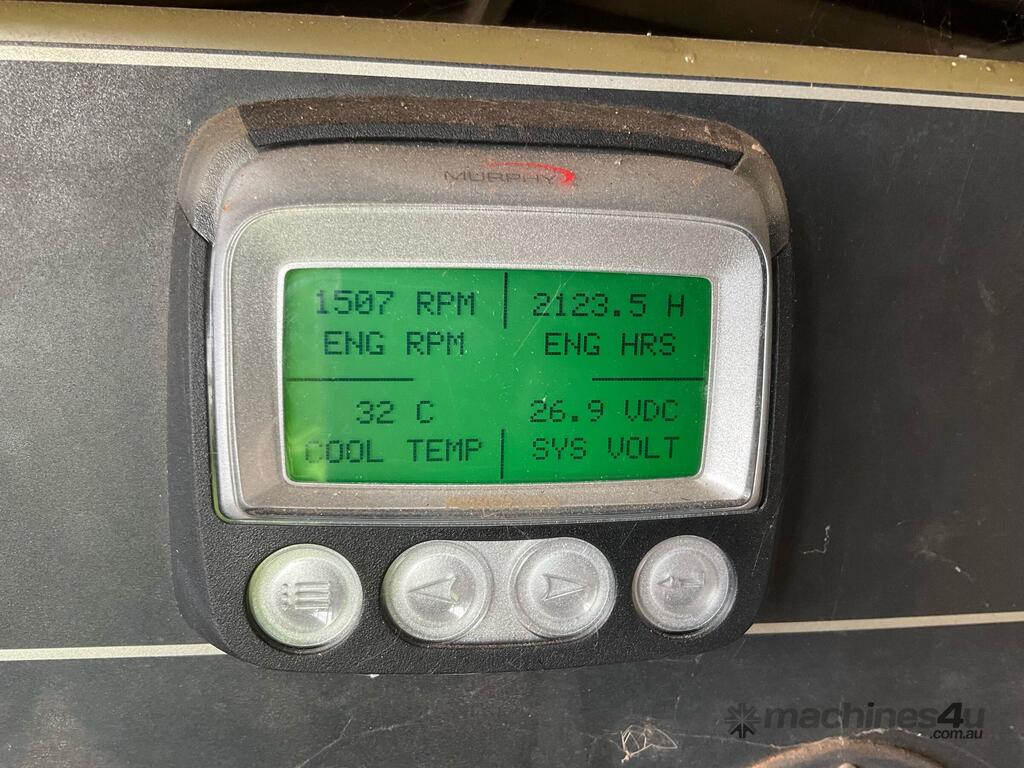 MURPHY
1507 RPM
ENG RPM
2123.5 H
ENG HRS
32 C
COOL TEMP
26.9 VDC
SYS VOLT
machines4u
.com.au